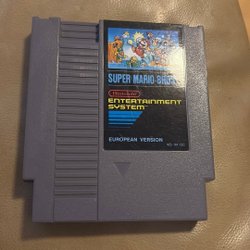 SUPER MARIO BROS.
Nintendo
ENTERTAINMENT
SYSTEM
EUROPEAN VERSION